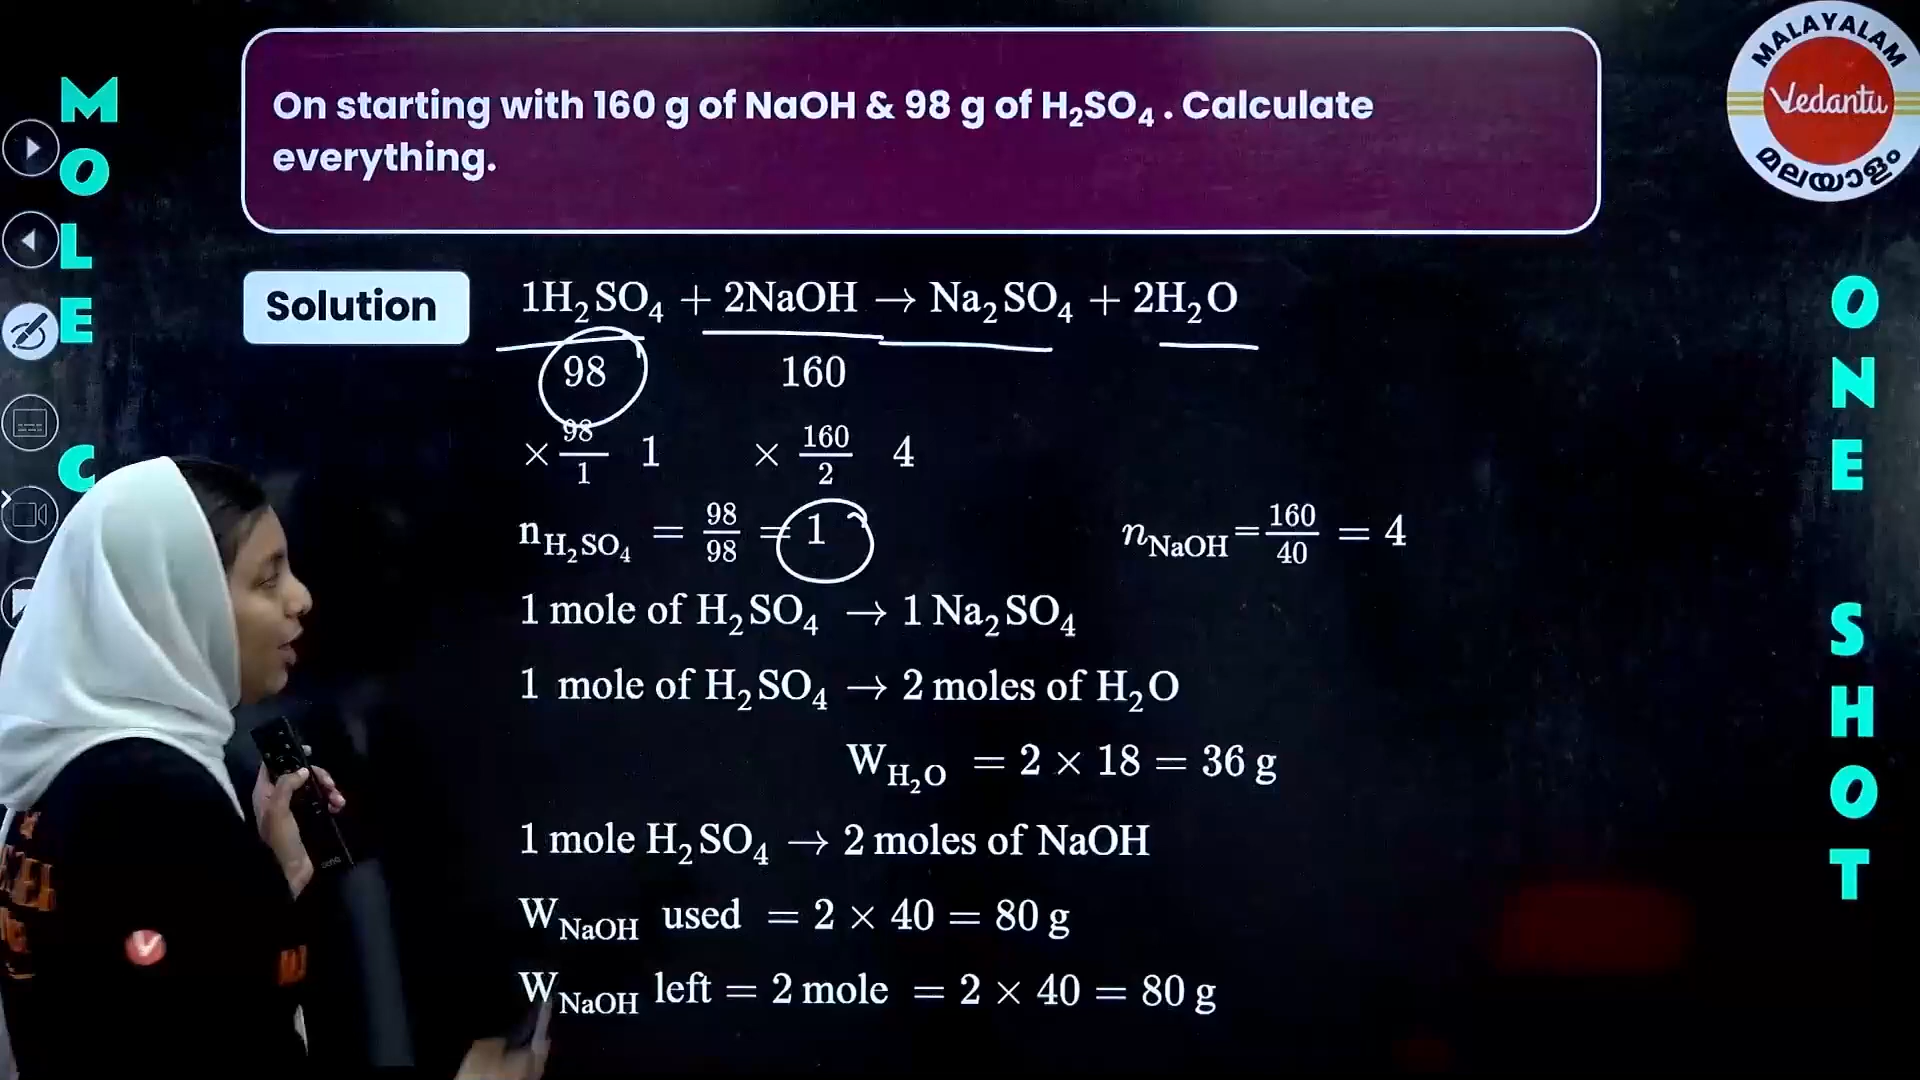 On starting with 160 g of NaOH & 98 g of H₂SO₄ . Calculate
everything.
MALAYALAM
Vedantu
മലയാളം
MOLE C
ONE SHOT
Solution
1H₂SO₄ + 2NaOH → Na₂SO₄ + 2H₂O
98 160
× 98/1 1 × 160/2 4
n_H₂SO₄ = 98/98 = 1 n_NaOH = 160/40 = 4
1 mole of H₂SO₄ → 1 Na₂SO₄
1 mole of H₂SO₄ → 2 moles of H₂O
W_H₂O = 2 × 18 = 36 g
1 mole H₂SO₄ → 2 moles of NaOH
W_NaOH used = 2 × 40 = 80 g
W_NaOH left = 2 mole = 2 × 40 = 80 g